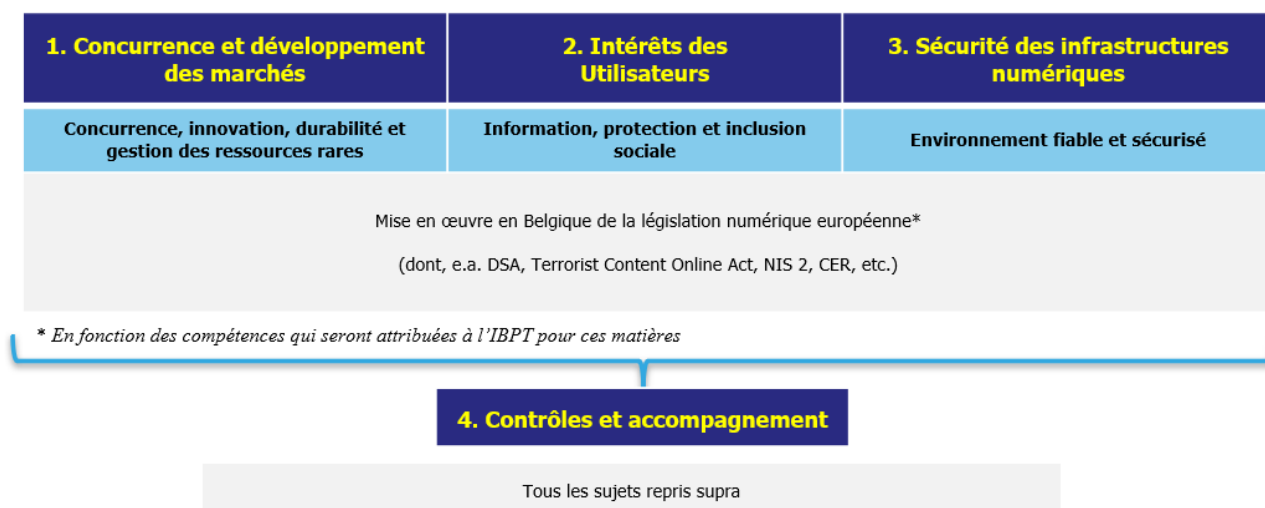 1. Concurrence et développement
des marchés
2. Intérêts des
Utilisateurs
3. Sécurité des infrastructures
numériques
Concurrence, innovation, durabilité et
gestion des ressources rares
Information, protection et inclusion
sociale
Environnement fiable et sécurisé
Mise en œuvre en Belgique de la législation numérique européenne*
(dont, e.a. DSA, Terrorist Content Online Act, NIS 2, CER, etc.)
* En fonction des compétences qui seront attribuées à l'IBPT pour ces matières
4. Contrôles et accompagnement
Tous les sujets repris supra